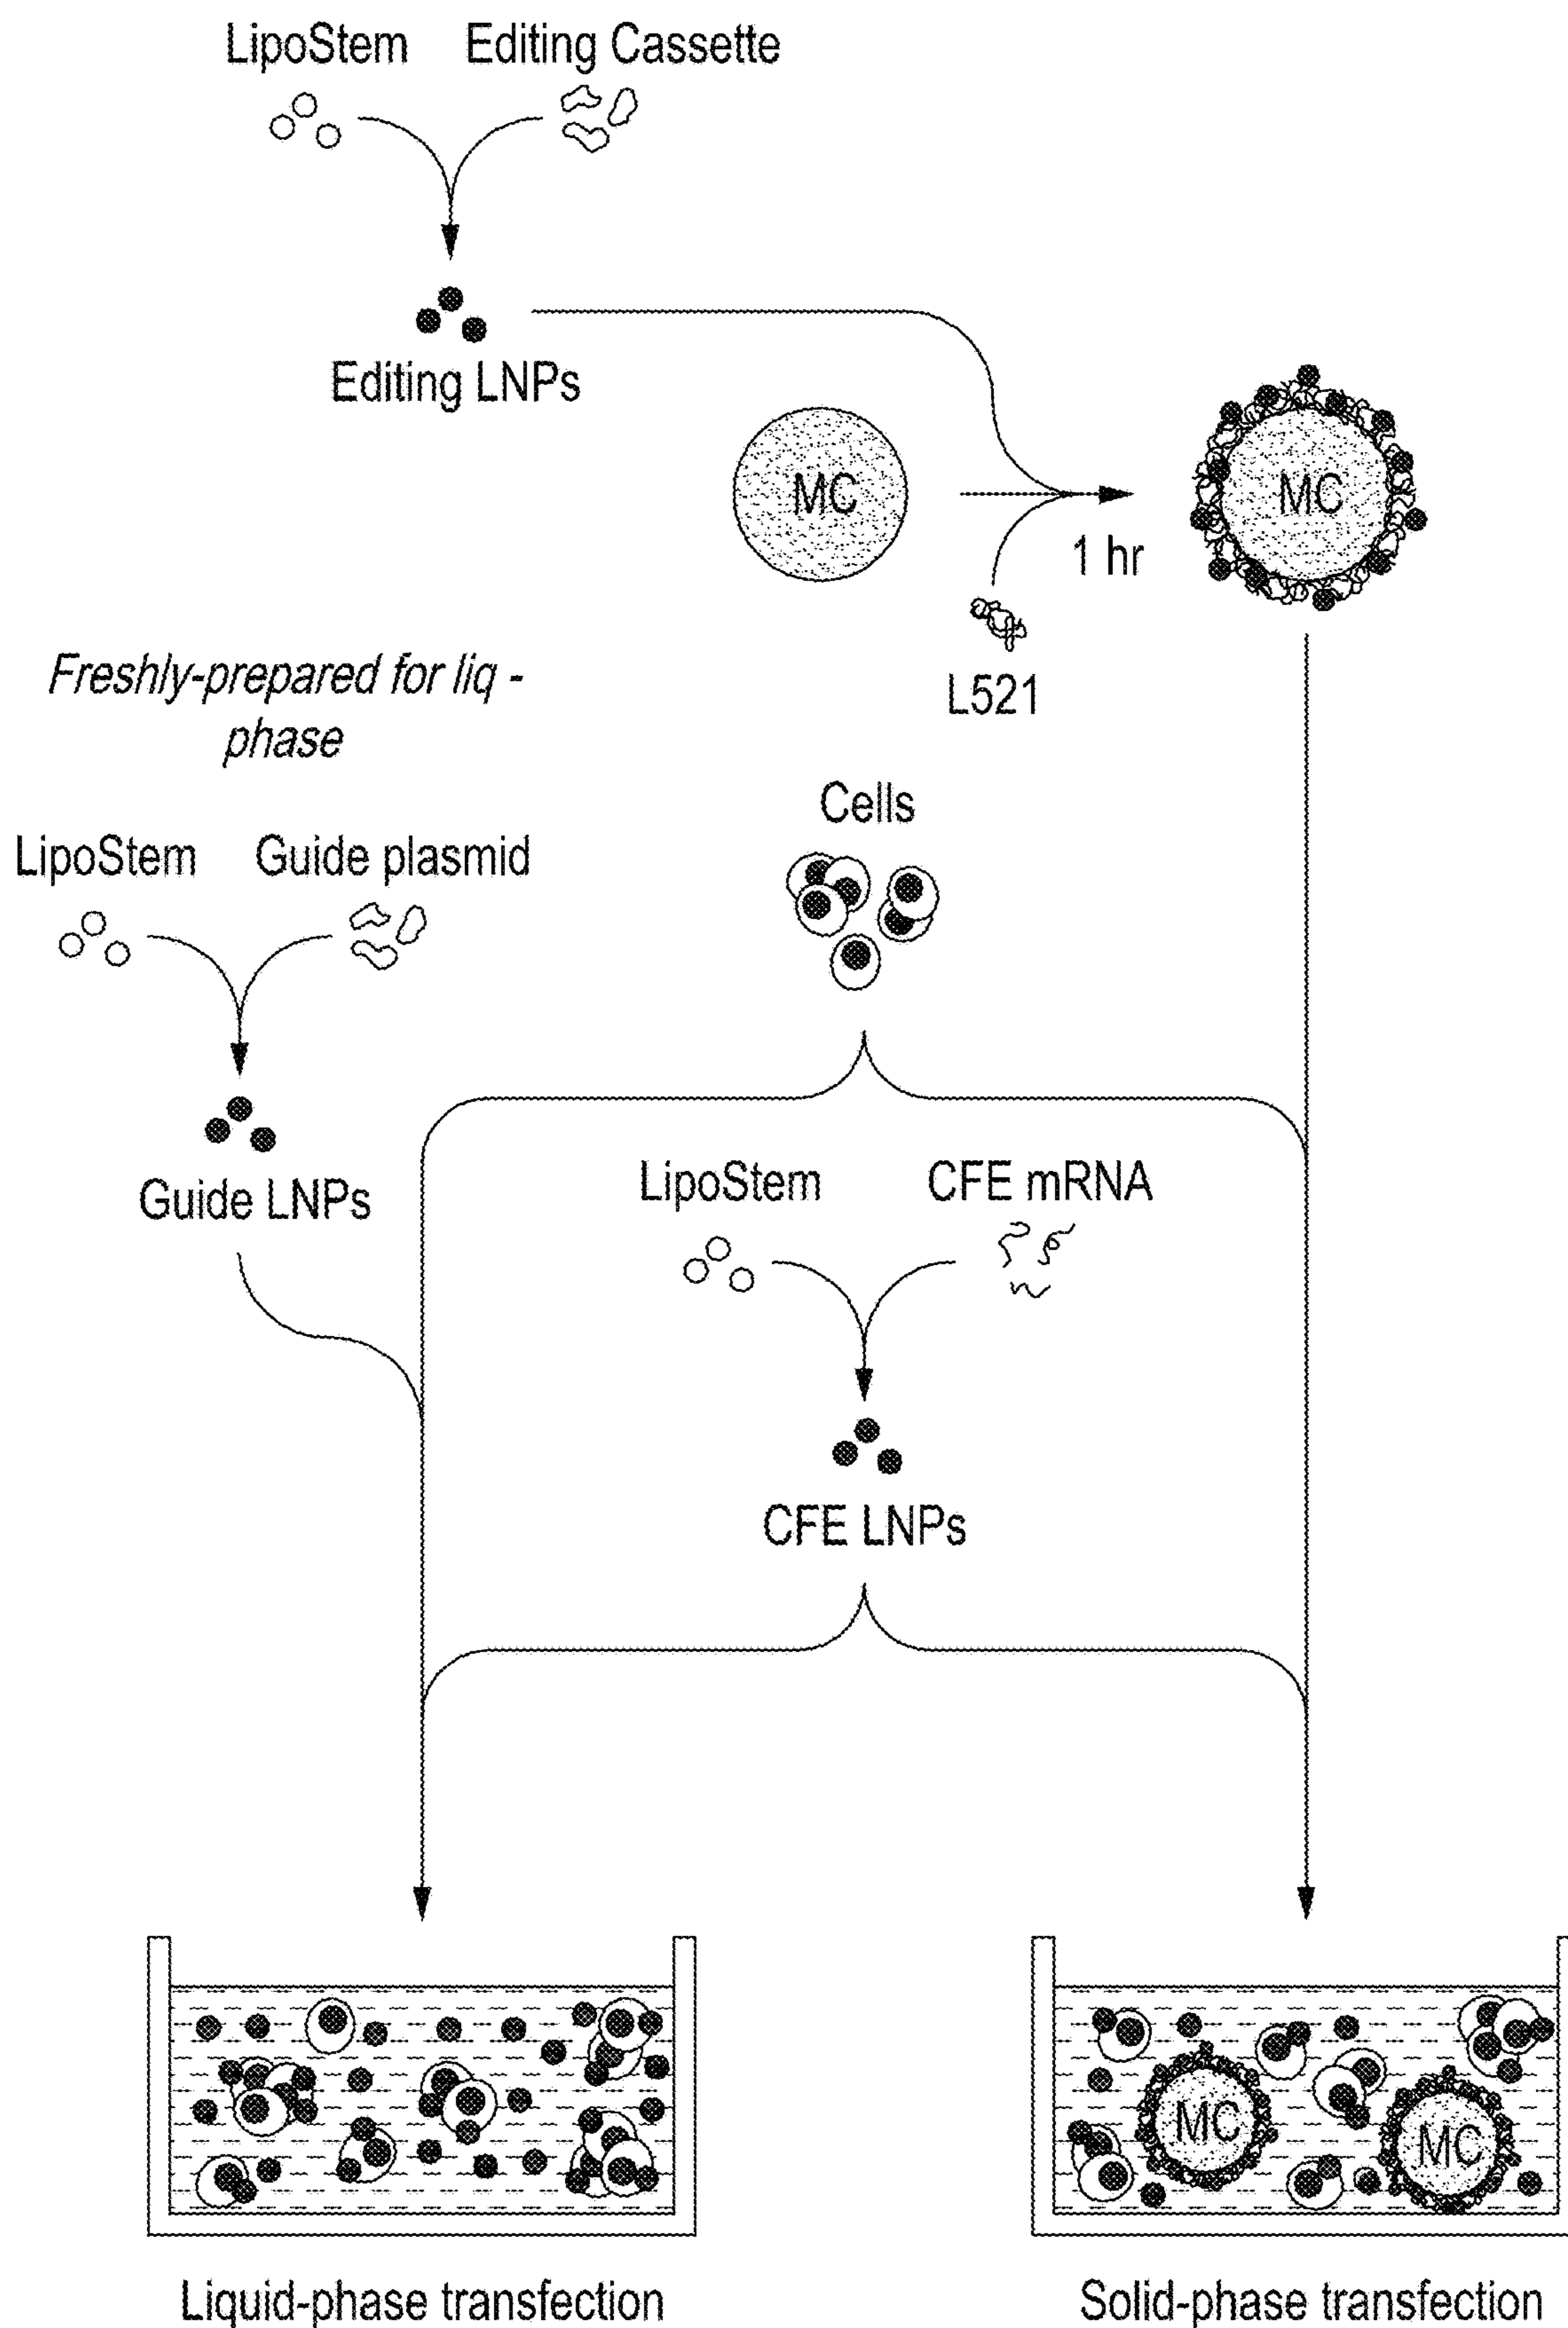 LipoStem Editing Cassette
Editing LNPs
MC
MC
1 hr
L521
Freshly-prepared for liq -
phase
Cells
LipoStem Guide plasmid
Guide LNPs
LipoStem CFE mRNA
CFE LNPs
MC
MC
Liquid-phase transfection
Solid-phase transfection